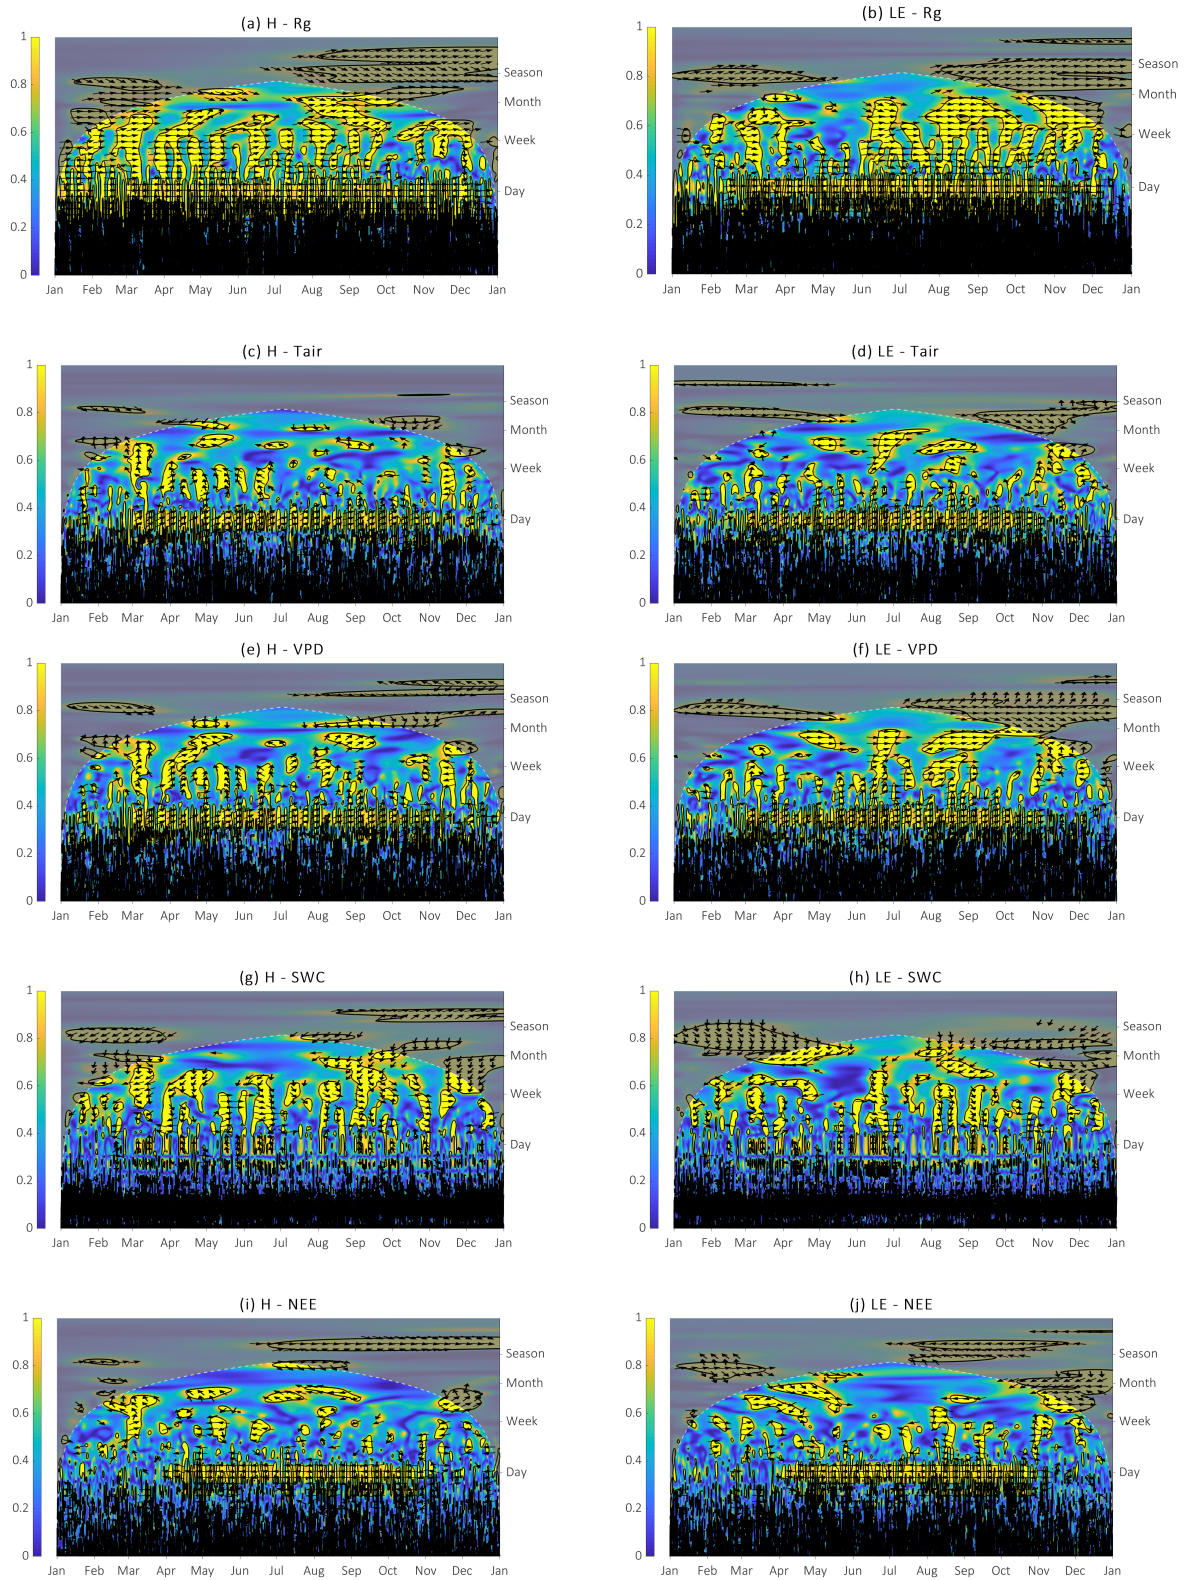 (a) H - Rg
1
0.8
0.6
0.4
0.2
0
Season
Month
Week
Day
Jan Feb Mar Apr May Jun Jul Aug Sep Oct Nov Dec Jan
(b) LE - Rg
1
0.8
0.6
0.4
0.2
0
Season
Month
Week
Day
Jan Feb Mar Apr May Jun Jul Aug Sep Oct Nov Dec Jan
(c) H - Tair
1
0.8
0.6
0.4
0.2
0
Season
Month
Week
Day
Jan Feb Mar Apr May Jun Jul Aug Sep Oct Nov Dec Jan
(d) LE - Tair
1
0.8
0.6
0.4
0.2
0
Season
Month
Week
Day
Jan Feb Mar Apr May Jun Jul Aug Sep Oct Nov Dec Jan
(e) H - VPD
1
0.8
0.6
0.4
0.2
0
Season
Month
Week
Day
Jan Feb Mar Apr May Jun Jul Aug Sep Oct Nov Dec Jan
(f) LE - VPD
1
0.8
0.6
0.4
0.2
0
Season
Month
Week
Day
Jan Feb Mar Apr May Jun Jul Aug Sep Oct Nov Dec Jan
(g) H - SWC
1
0.8
0.6
0.4
0.2
0
Season
Month
Week
Day
Jan Feb Mar Apr May Jun Jul Aug Sep Oct Nov Dec Jan
(h) LE - SWC
1
0.8
0.6
0.4
0.2
0
Season
Month
Week
Day
Jan Feb Mar Apr May Jun Jul Aug Sep Oct Nov Dec Jan
(i) H - NEE
1
0.8
0.6
0.4
0.2
0
Season
Month
Week
Day
Jan Feb Mar Apr May Jun Jul Aug Sep Oct Nov Dec Jan
(j) LE - NEE
1
0.8
0.6
0.4
0.2
0
Season
Month
Week
Day
Jan Feb Mar Apr May Jun Jul Aug Sep Oct Nov Dec Jan